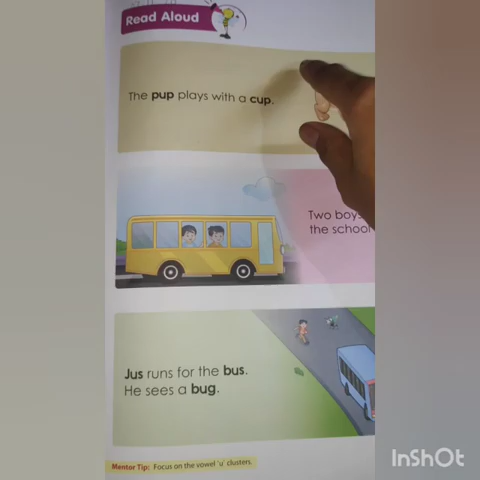 Read Aloud
The pup plays with a cup.
Two boys
the school
Jus runs for the bus.
He sees a bug.
Mentor Tip: Focus on the vowel 'u' clusters.
InShOt